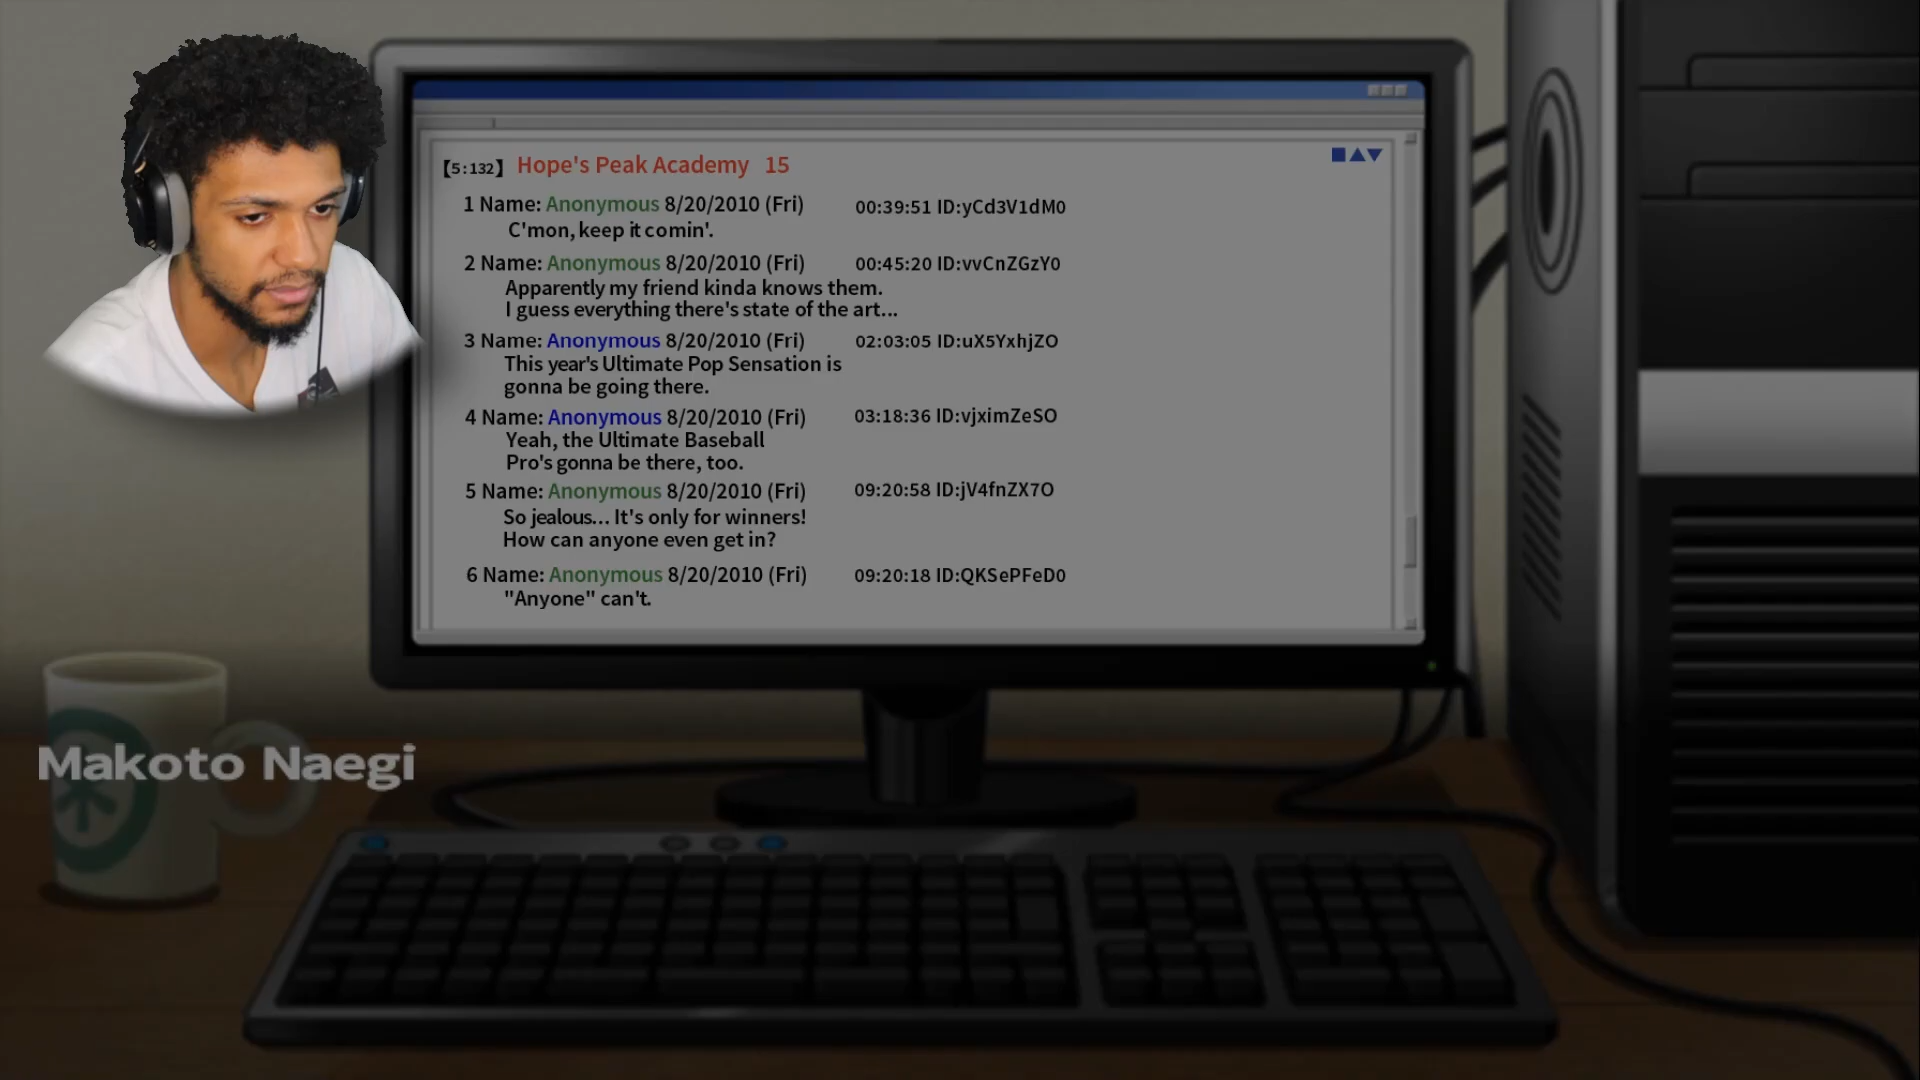 【5:132】 Hope's Peak Academy 15
1 Name: Anonymous 8/20/2010 (Fri) 00:39:51 ID:yCd3V1dM0
C'mon, keep it comin'.
2 Name: Anonymous 8/20/2010 (Fri) 00:45:20 ID:vvCnZGzY0
Apparently my friend kinda knows them.
I guess everything there's state of the art...
3 Name: Anonymous 8/20/2010 (Fri) 02:03:05 ID:uX5YxhjZO
This year's Ultimate Pop Sensation is
gonna be going there.
4 Name: Anonymous 8/20/2010 (Fri) 03:18:36 ID:vjximZeSO
Yeah, the Ultimate Baseball
Pro's gonna be there, too.
5 Name: Anonymous 8/20/2010 (Fri) 09:20:58 ID:jV4fnZX7O
So jealous... It's only for winners!
How can anyone even get in?
6 Name: Anonymous 8/20/2010 (Fri) 09:20:18 ID:QKSePFeD0
"Anyone" can't.
Makoto Naegi